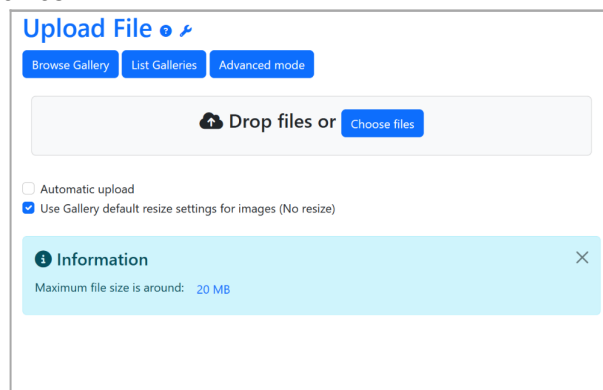 Upload File
Browse Gallery List Galleries Advanced mode
Drop files or Choose files
Automatic upload
Use Gallery default resize settings for images (No resize)
Information
Maximum file size is around: 20 MB